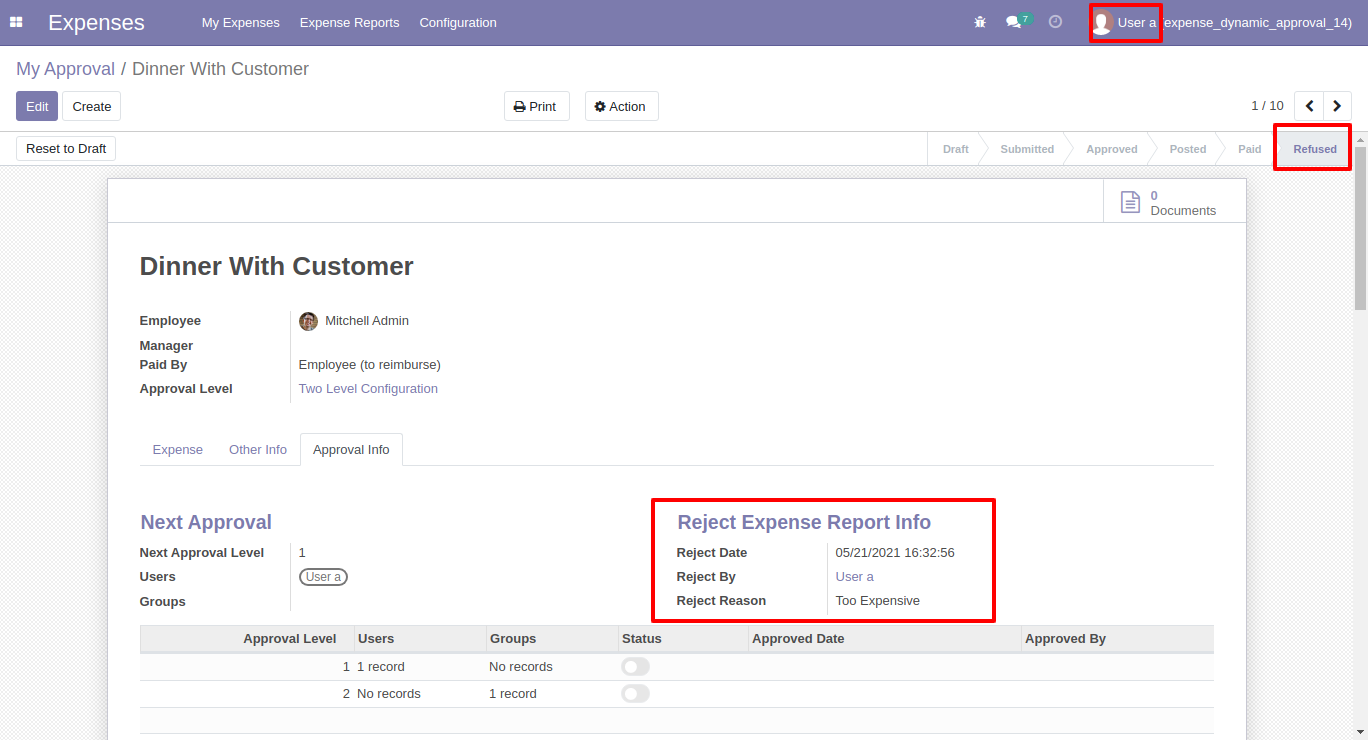 Expenses My Expenses Expense Reports Configuration 7 User a (expense_dynamic_approval_14)
My Approval / Dinner With Customer
Edit Create Print Action 1 / 10
Reset to Draft Draft Submitted Approved Posted Paid Refused
0
Documents
Dinner With Customer
Employee Mitchell Admin
Manager
Paid By Employee (to reimburse)
Approval Level Two Level Configuration
Expense Other Info Approval Info
Next Approval
Next Approval Level 1
Users User a
Groups
Reject Expense Report Info
Reject Date 05/21/2021 16:32:56
Reject By User a
Reject Reason Too Expensive
Approval Level Users Groups Status Approved Date Approved By
1 1 record No records
2 No records 1 record